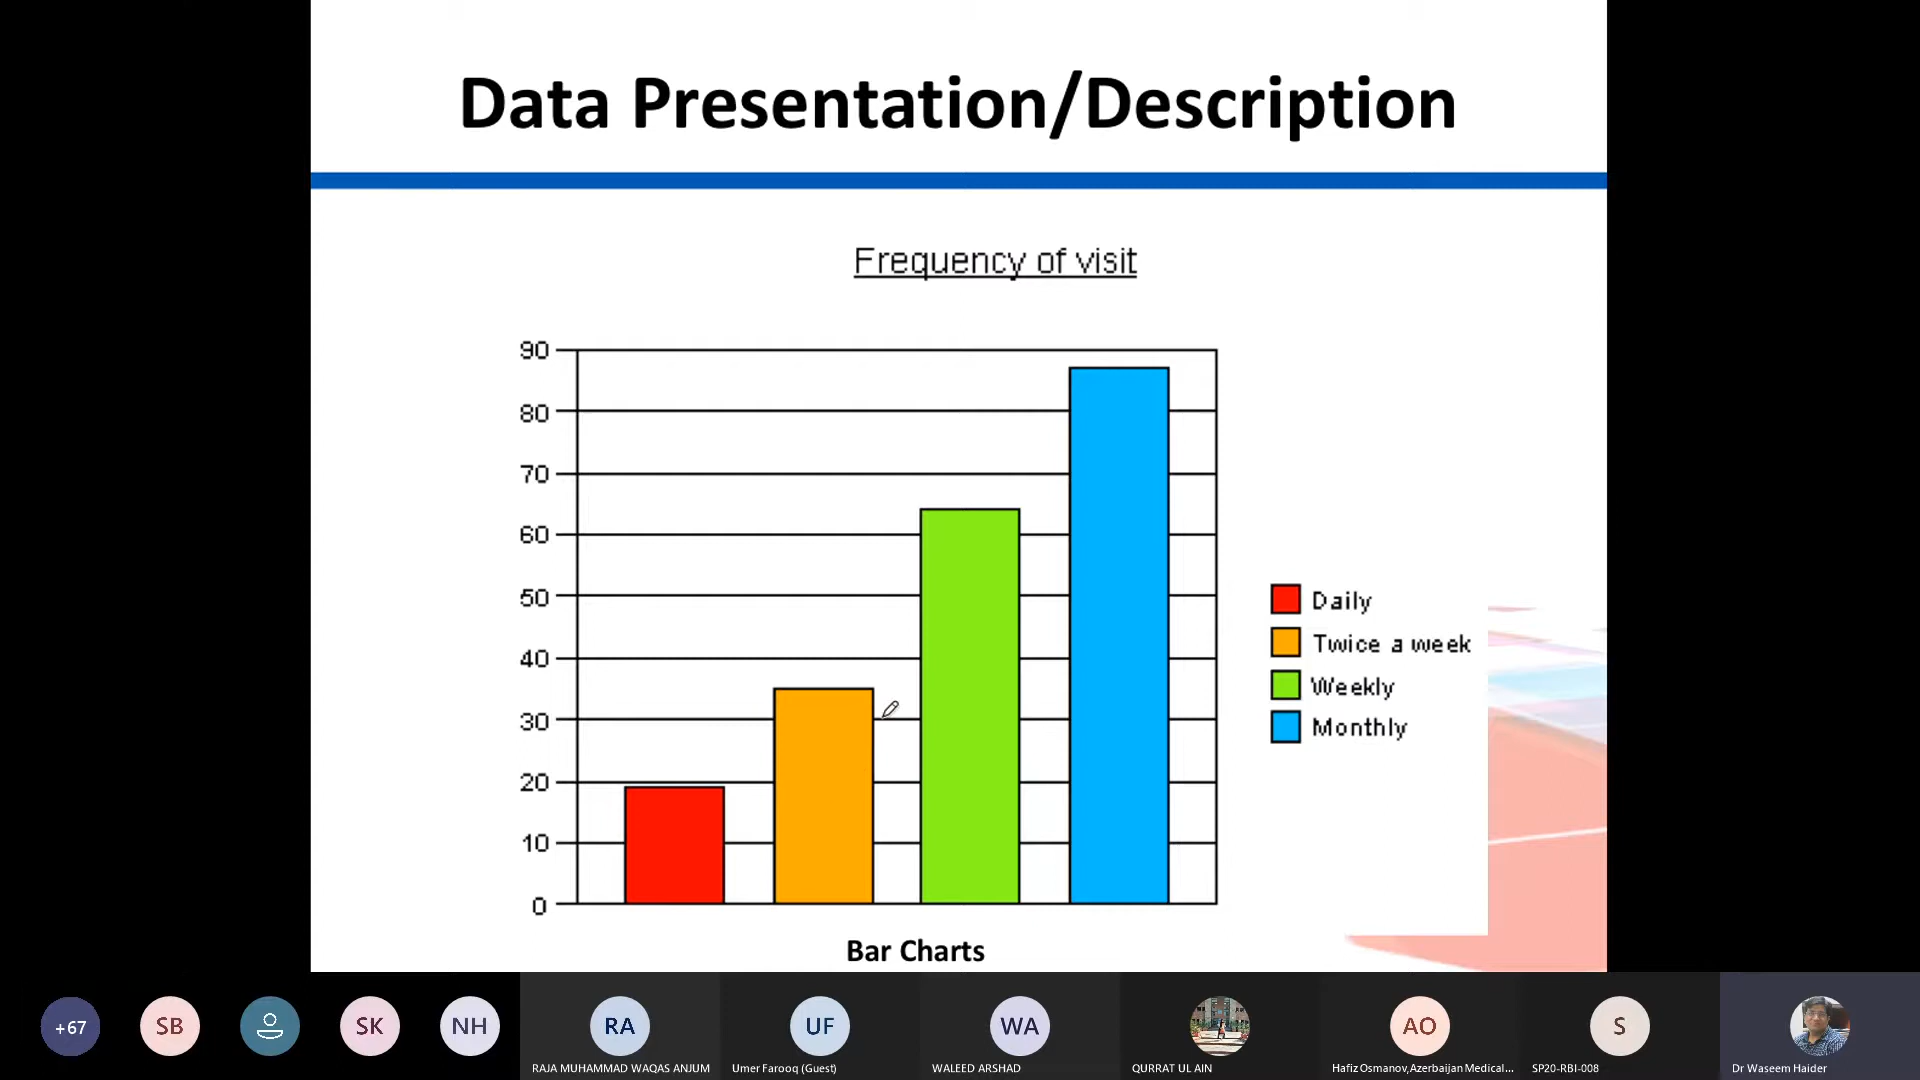 Data Presentation/Description
Frequency of visit
90
80
70
60
50
40
30
20
10
0
Daily
Twice a week
Weekly
Monthly
Bar Charts
+67
SB
SK
NH
RA
UF
WA
AO
S
RAJA MUHAMMAD WAQAS ANJUM
Umer Farooq (Guest)
WALEED ARSHAD
QURRAT UL AIN
Hafiz Osmanov,Azerbaijan Medical...
SP20-RBI-008
Dr Waseem Haider